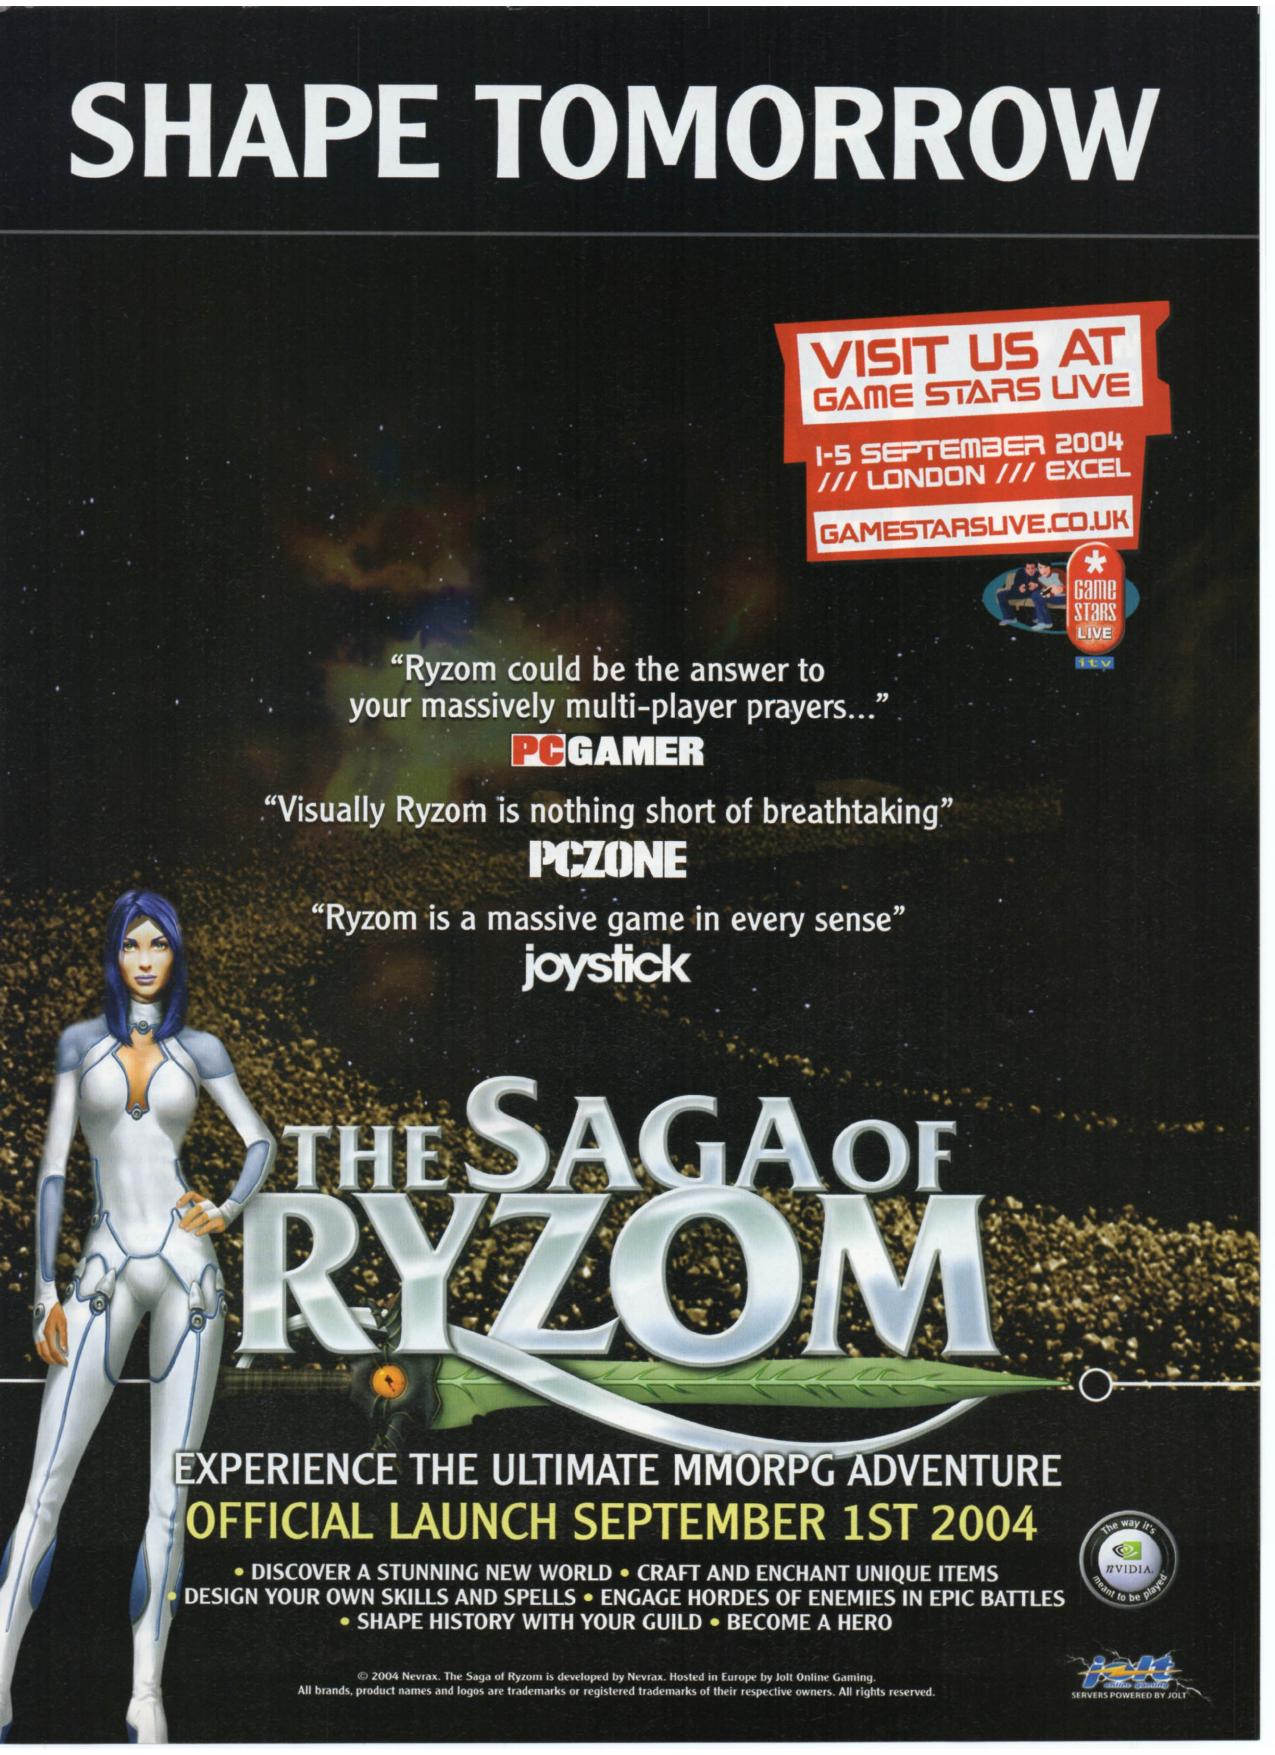 SHAPE TOMORROW
VISIT US AT
GAME STARS LIVE
1-5 SEPTEMBER 2004
/// LONDON /// EXCEL
GAMESTARSLIVE.CO.UK
*
GAME
STARS
LIVE
itv
“Ryzom could be the answer to
your massively multi-player prayers...”
PCGAMER
“Visually Ryzom is nothing short of breathtaking”
PCZONE
“Ryzom is a massive game in every sense”
joystick
THE SAGA OF
RYZOM
EXPERIENCE THE ULTIMATE MMORPG ADVENTURE
OFFICIAL LAUNCH SEPTEMBER 1ST 2004
• DISCOVER A STUNNING NEW WORLD • CRAFT AND ENCHANT UNIQUE ITEMS
• DESIGN YOUR OWN SKILLS AND SPELLS • ENGAGE HORDES OF ENEMIES IN EPIC BATTLES
• SHAPE HISTORY WITH YOUR GUILD • BECOME A HERO
The way it's
nVIDIA.
meant to be played
© 2004 Nevrax. The Saga of Ryzom is developed by Nevrax. Hosted in Europe by Jolt Online Gaming.
All brands, product names and logos are trademarks or registered trademarks of their respective owners. All rights reserved.
jolt
online gaming
SERVERS POWERED BY JOLT